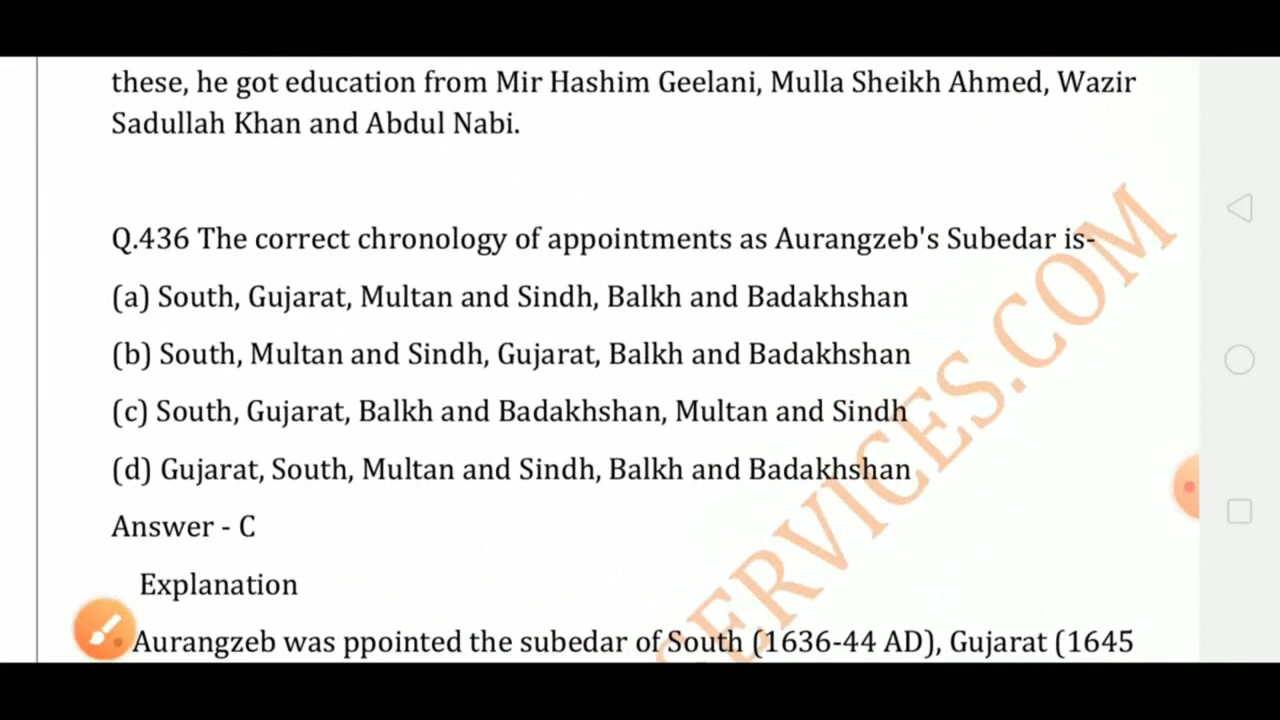 these, he got education from Mir Hashim Geelani, Mulla Sheikh Ahmed, Wazir
Sadullah Khan and Abdul Nabi.
Q.436 The correct chronology of appointments as Aurangzeb's Subedar is-
(a) South, Gujarat, Multan and Sindh, Balkh and Badakhshan
(b) South, Multan and Sindh, Gujarat, Balkh and Badakhshan
(c) South, Gujarat, Balkh and Badakhshan, Multan and Sindh
(d) Gujarat, South, Multan and Sindh, Balkh and Badakhshan
Answer - C
Explanation
Aurangzeb was ppointed the subedar of South (1636-44 AD), Gujarat (1645
SERVICES.COM